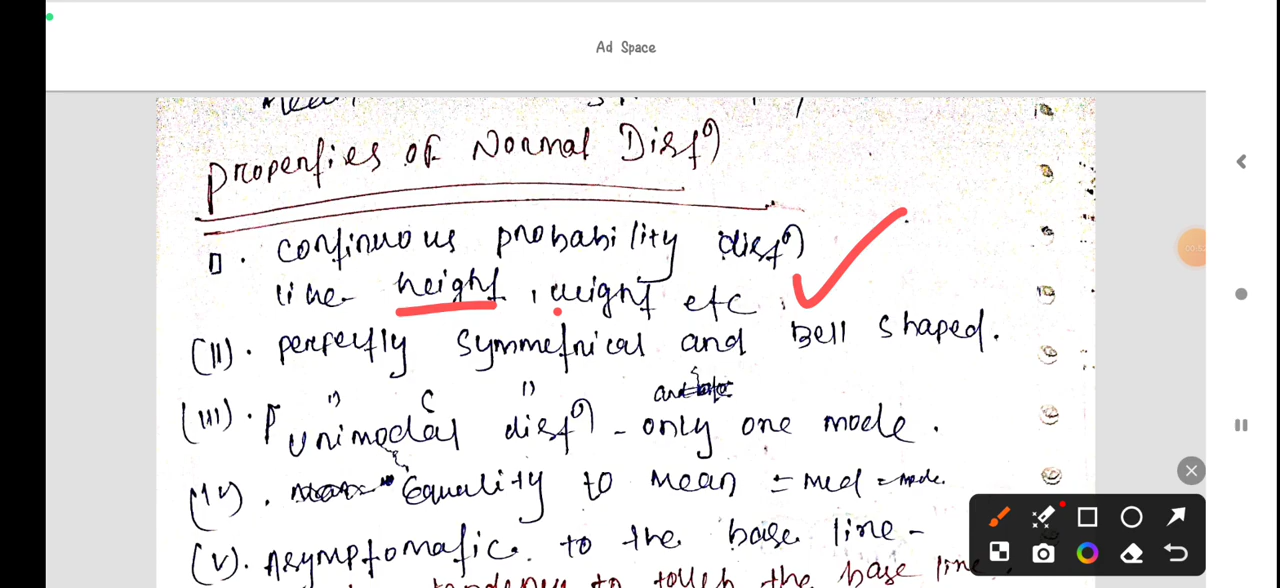 Ad Space
Properties of Normal Distⁿ
I. continuous probability distⁿ
like height, weight etc.
(II). perfectly symmetrical and Bell shaped.
(III). unimodal distⁿ - only one mode.
(IV). Equality to mean = med = mode.
(V). Asymptomatic to the base line -
tendency to touch the base line.